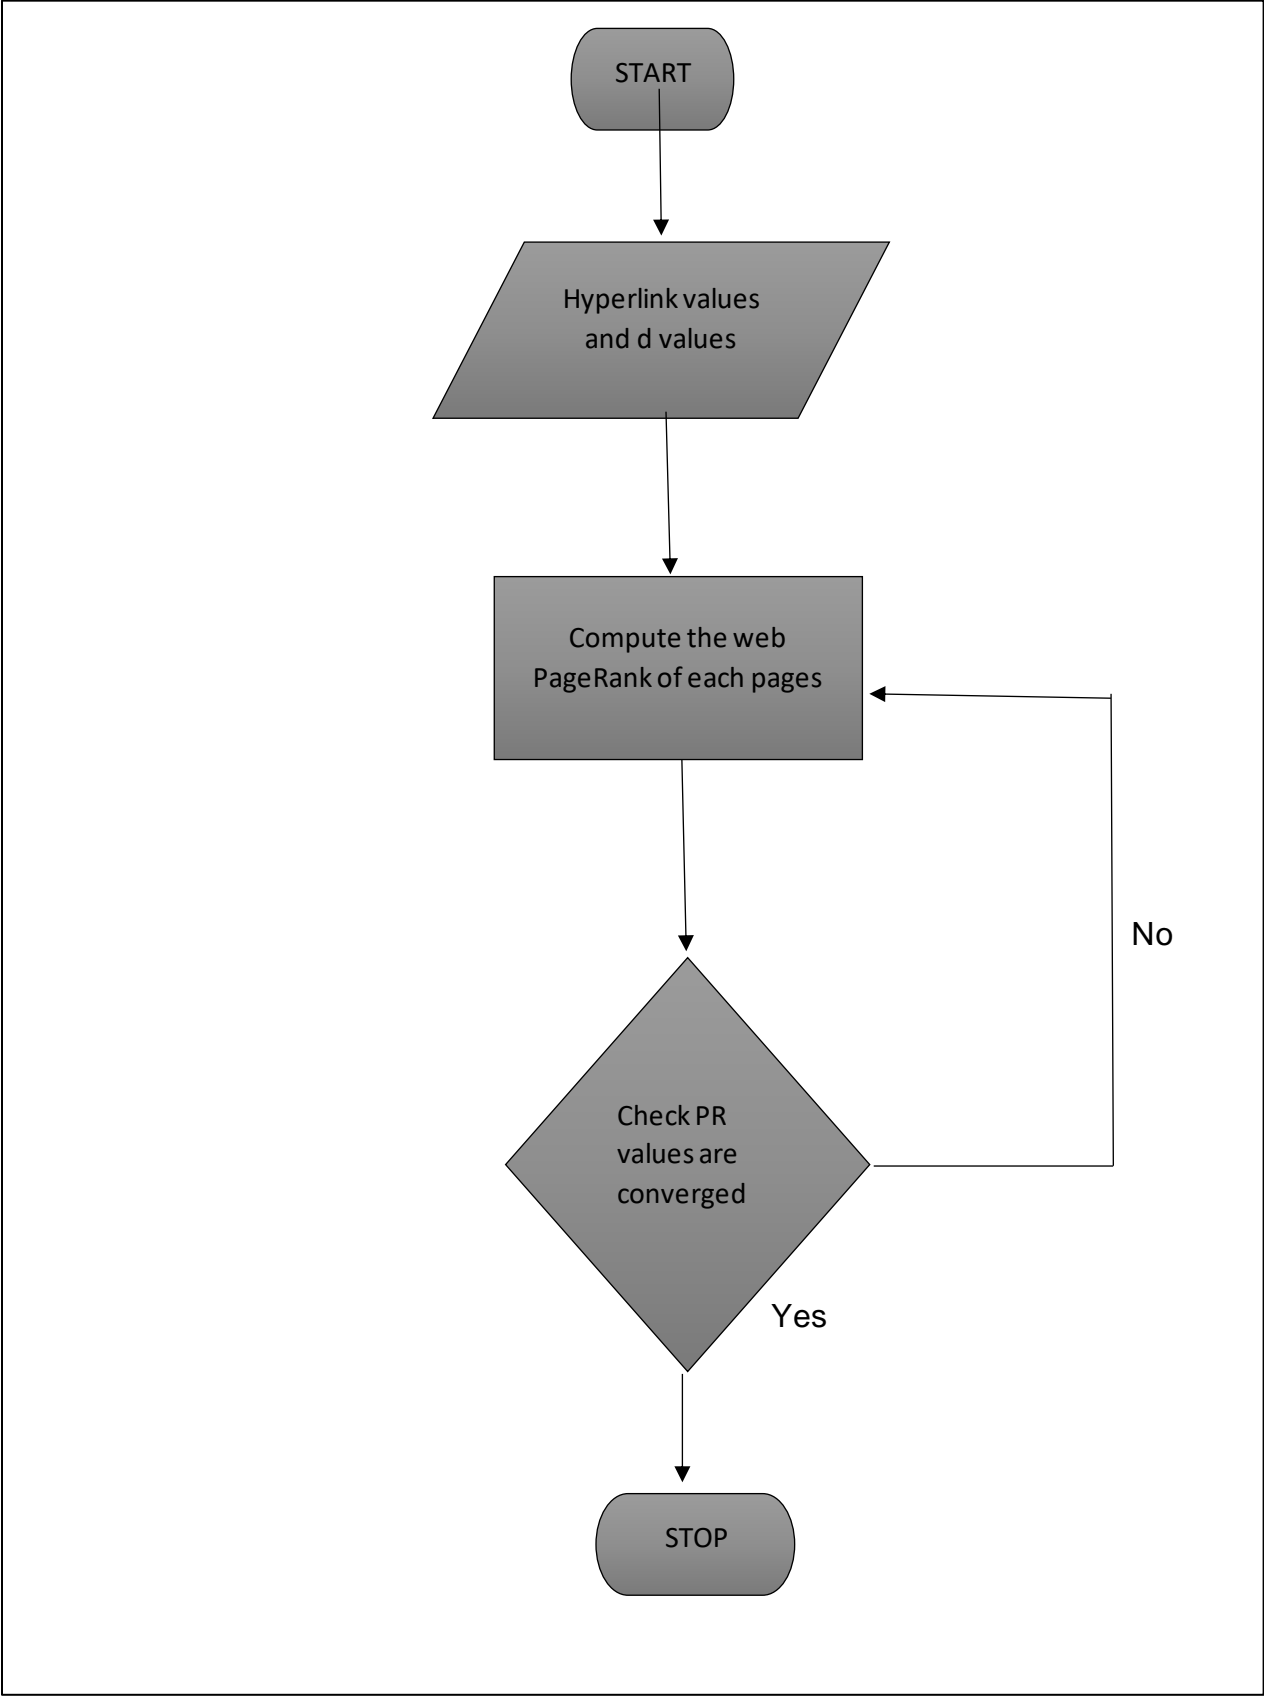 START
Hyperlink values
and d values
Compute the web
PageRank of each pages
No
Check PR
values are
converged
Yes
STOP